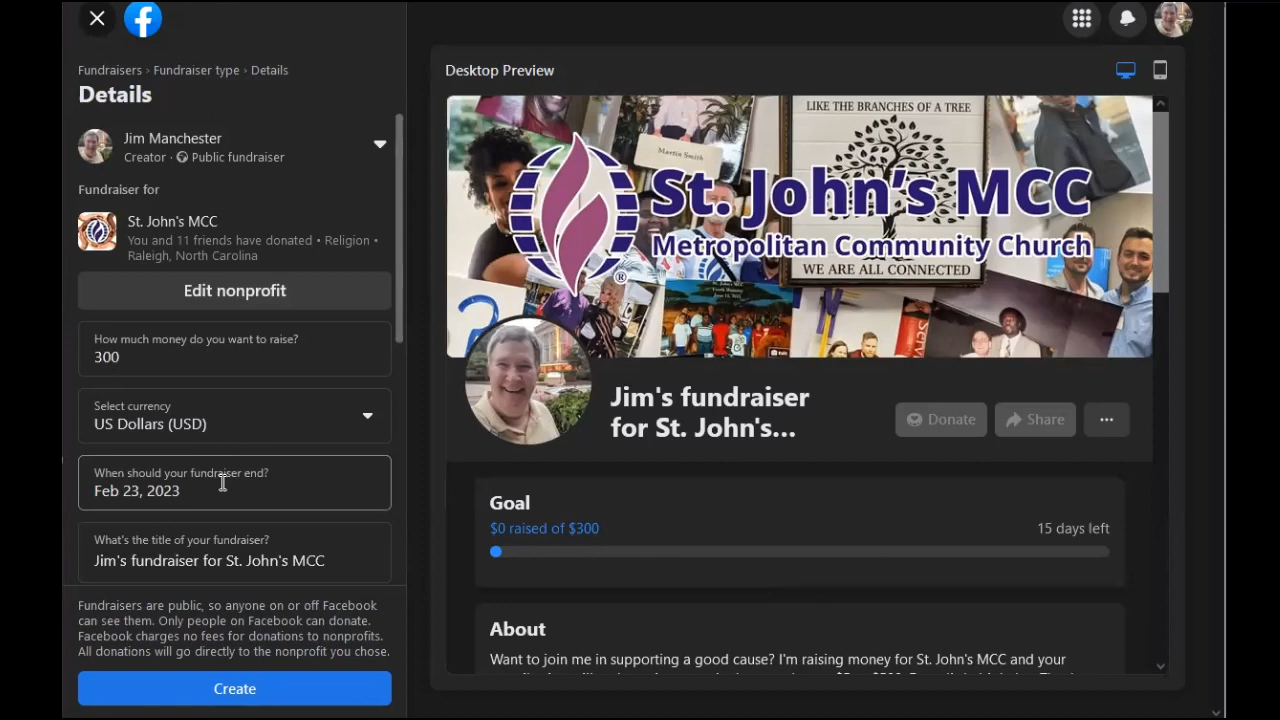 Fundraisers › Fundraiser type › Details
Details
Jim Manchester
Creator · Public fundraiser
Fundraiser for
St. John's MCC
You and 11 friends have donated • Religion •
Raleigh, North Carolina
Edit nonprofit
How much money do you want to raise?
300
Select currency
US Dollars (USD)
When should your fundraiser end?
Feb 23, 2023
What's the title of your fundraiser?
Jim's fundraiser for St. John's MCC
Fundraisers are public, so anyone on or off Facebook
can see them. Only people on Facebook can donate.
Facebook charges no fees for donations to nonprofits.
All donations will go directly to the nonprofit you chose.
Create
Desktop Preview
Martin Smith
LIKE THE BRANCHES OF A TREE
St. John's MCC
Metropolitan Community Church
®
WE ARE ALL CONNECTED
Jim's fundraiser
for St. John's...
Donate
Share
Goal
$0 raised of $300
15 days left
About
Want to join me in supporting a good cause? I'm raising money for St. John's MCC and your